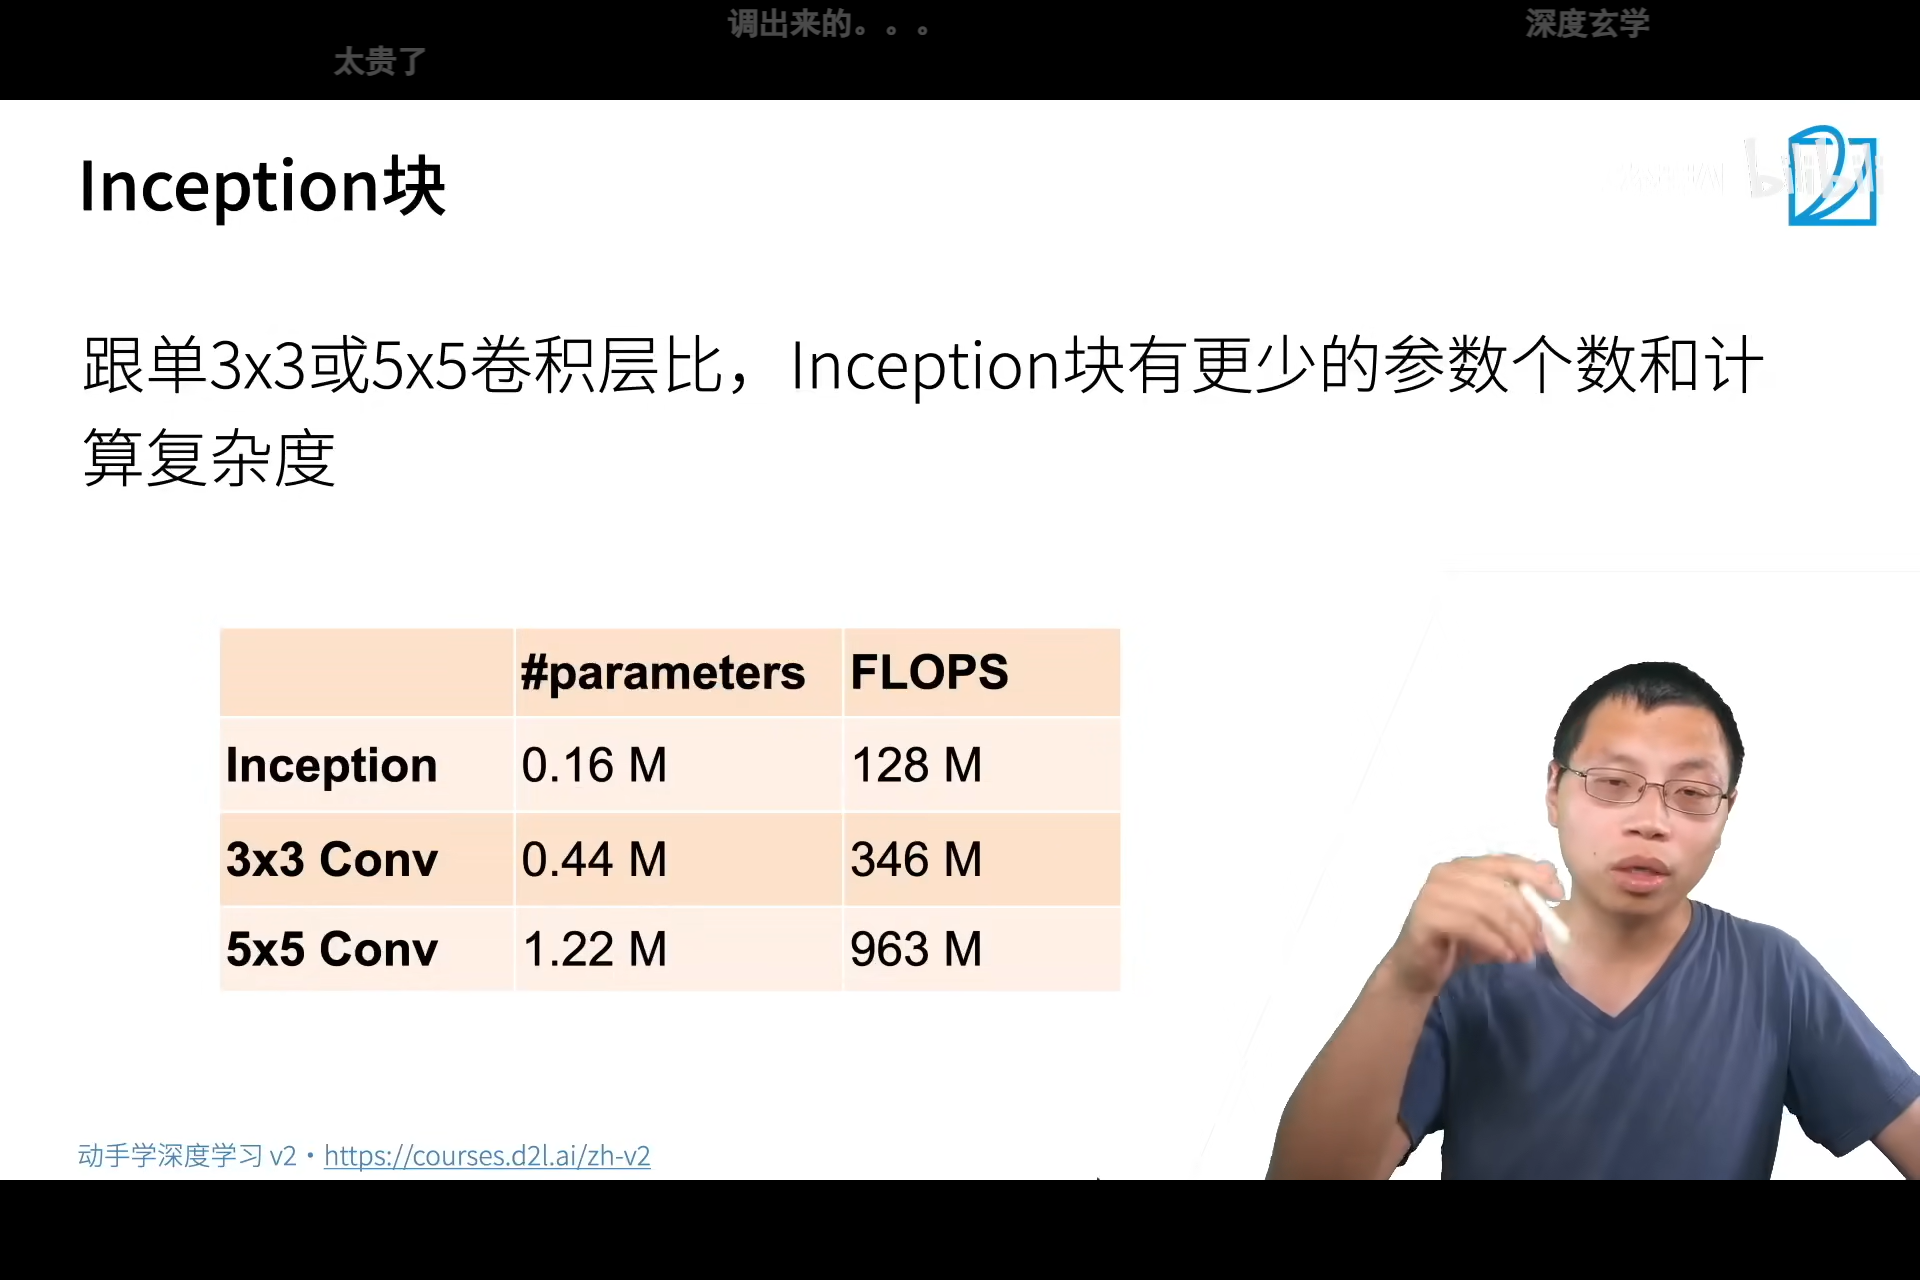 调出来的。。。
深度玄学
太贵了
Inception块
bilibili
跟单3x3或5x5卷积层比，Inception块有更少的参数个数和计
算复杂度
#parameters FLOPS
Inception 0.16 M 128 M
3x3 Conv 0.44 M 346 M
5x5 Conv 1.22 M 963 M
动手学深度学习 v2 · https://courses.d2l.ai/zh-v2